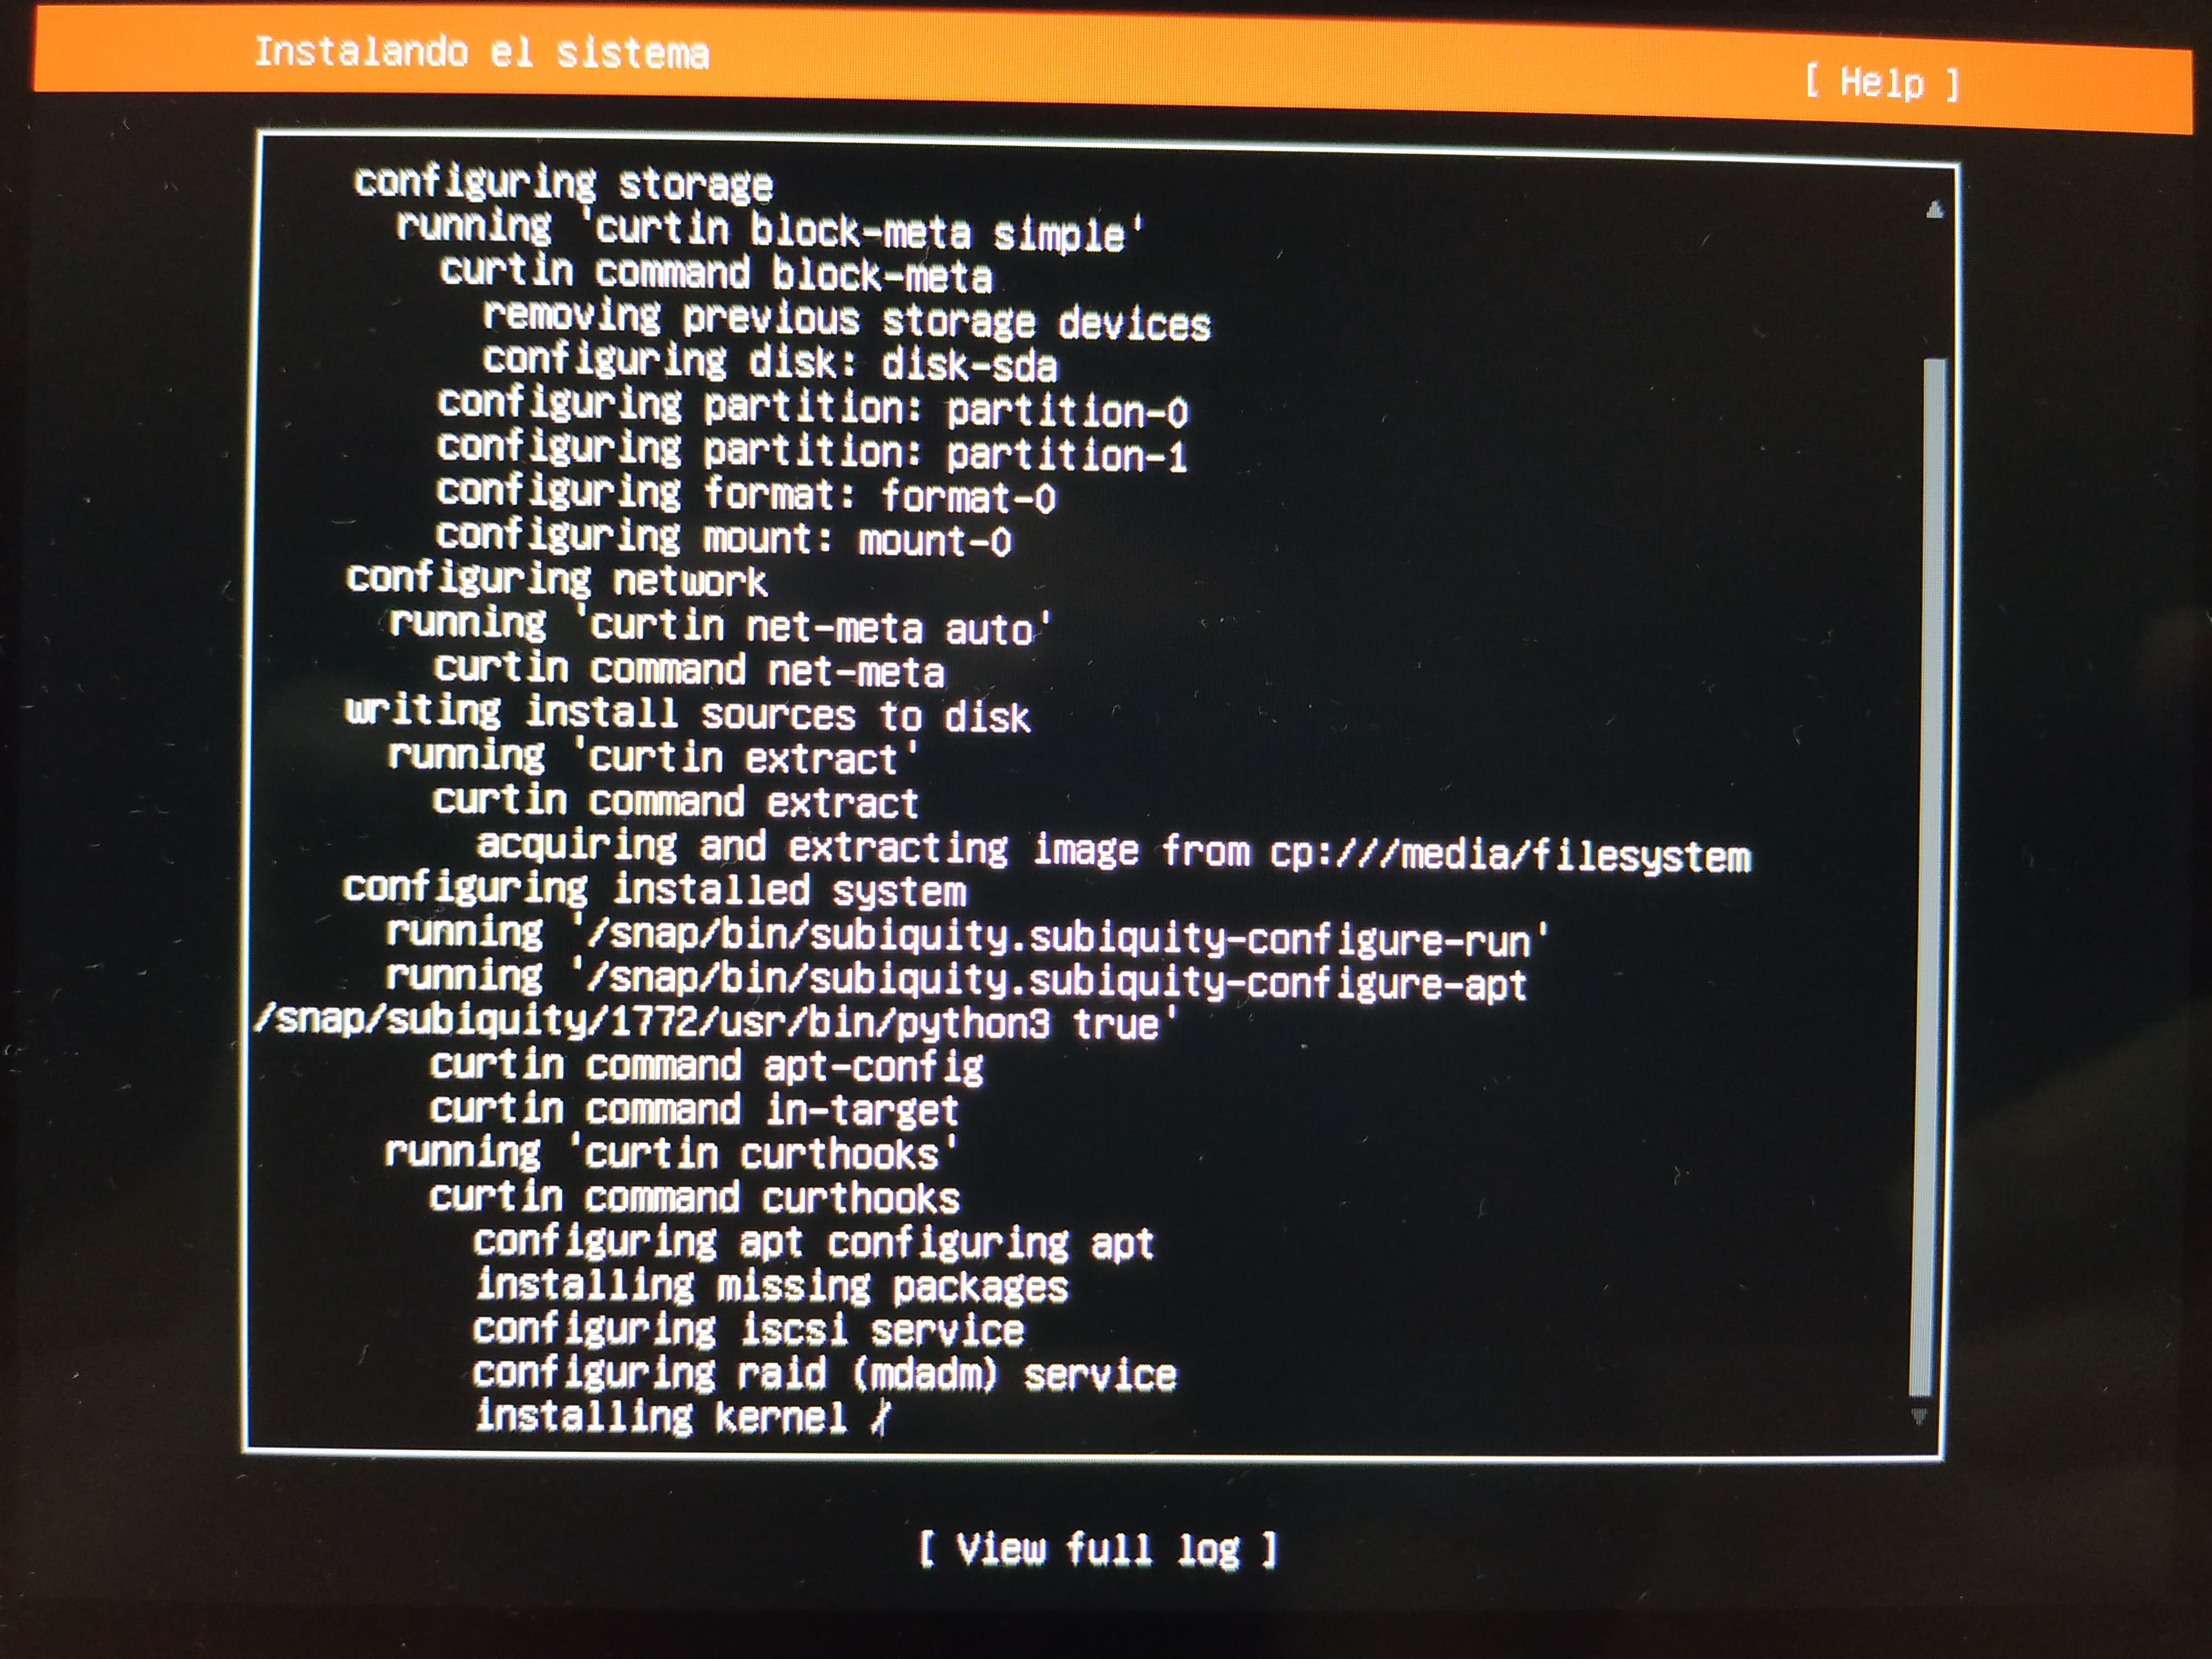 Instalando el sistema
[ Help ]
configuring storage
running 'curtin block-meta simple'
curtin command block-meta
removing previous storage devices
configuring disk: disk-sda
configuring partition: partition-0
configuring partition: partition-1
configuring format: format-0
configuring mount: mount-0
configuring network
running 'curtin net-meta auto'
curtin command net-meta
writing install sources to disk
running 'curtin extract'
curtin command extract
acquiring and extracting image from cp:///media/filesystem
configuring installed system
running '/snap/bin/subiquity.subiquity-configure-run'
running '/snap/bin/subiquity.subiquity-configure-apt
/snap/subiquity/1772/usr/bin/python3 true'
curtin command apt-config
curtin command in-target
running 'curtin curthooks'
curtin command curthooks
configuring apt configuring apt
installing missing packages
configuring iscsi service
configuring raid (mdadm) service
installing kernel /
[ View full log ]